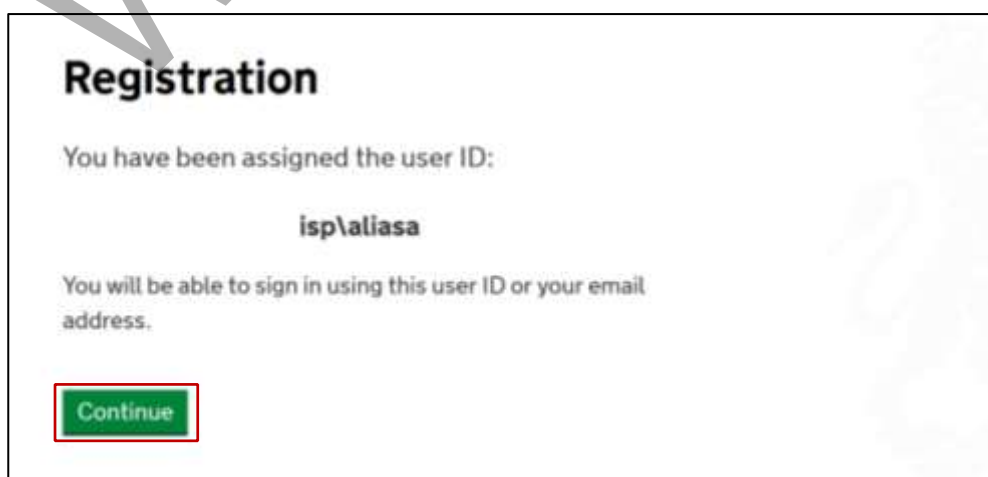 Registration
You have been assigned the user ID:
isp\aliasa
You will be able to sign in using this user ID or your email
address.
Continue